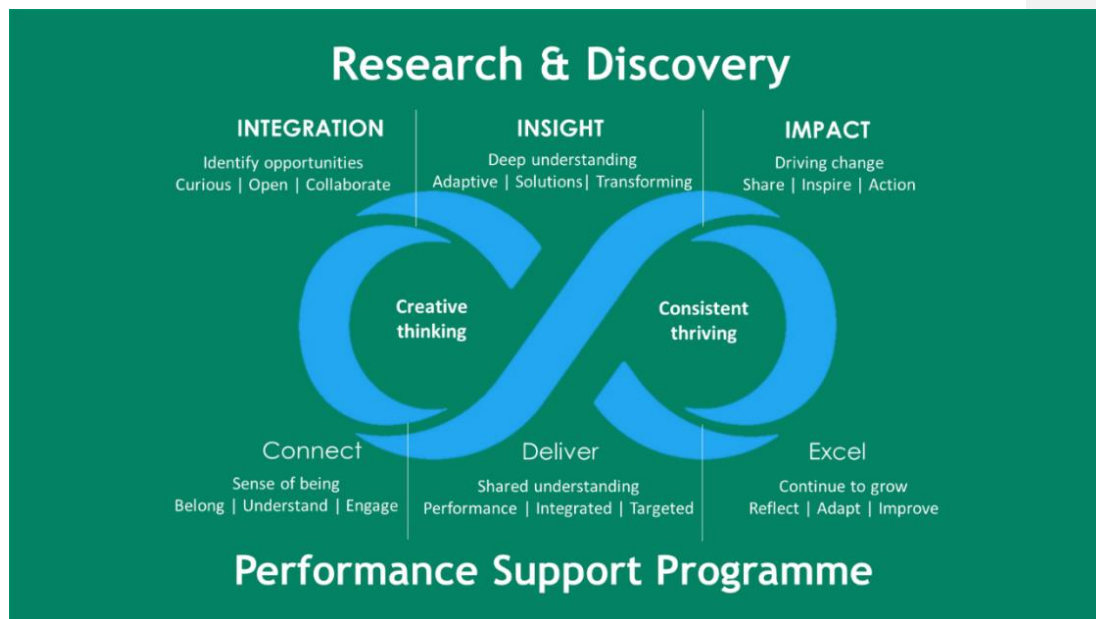 Research & Discovery
INTEGRATION
Identify opportunities
Curious | Open | Collaborate
INSIGHT
Deep understanding
Adaptive | Solutions| Transforming
IMPACT
Driving change
Share | Inspire | Action
Creative
thinking
Consistent
thriving
Connect
Sense of being
Belong | Understand | Engage
Deliver
Shared understanding
Performance | Integrated | Targeted
Excel
Continue to grow
Reflect | Adapt | Improve
Performance Support Programme